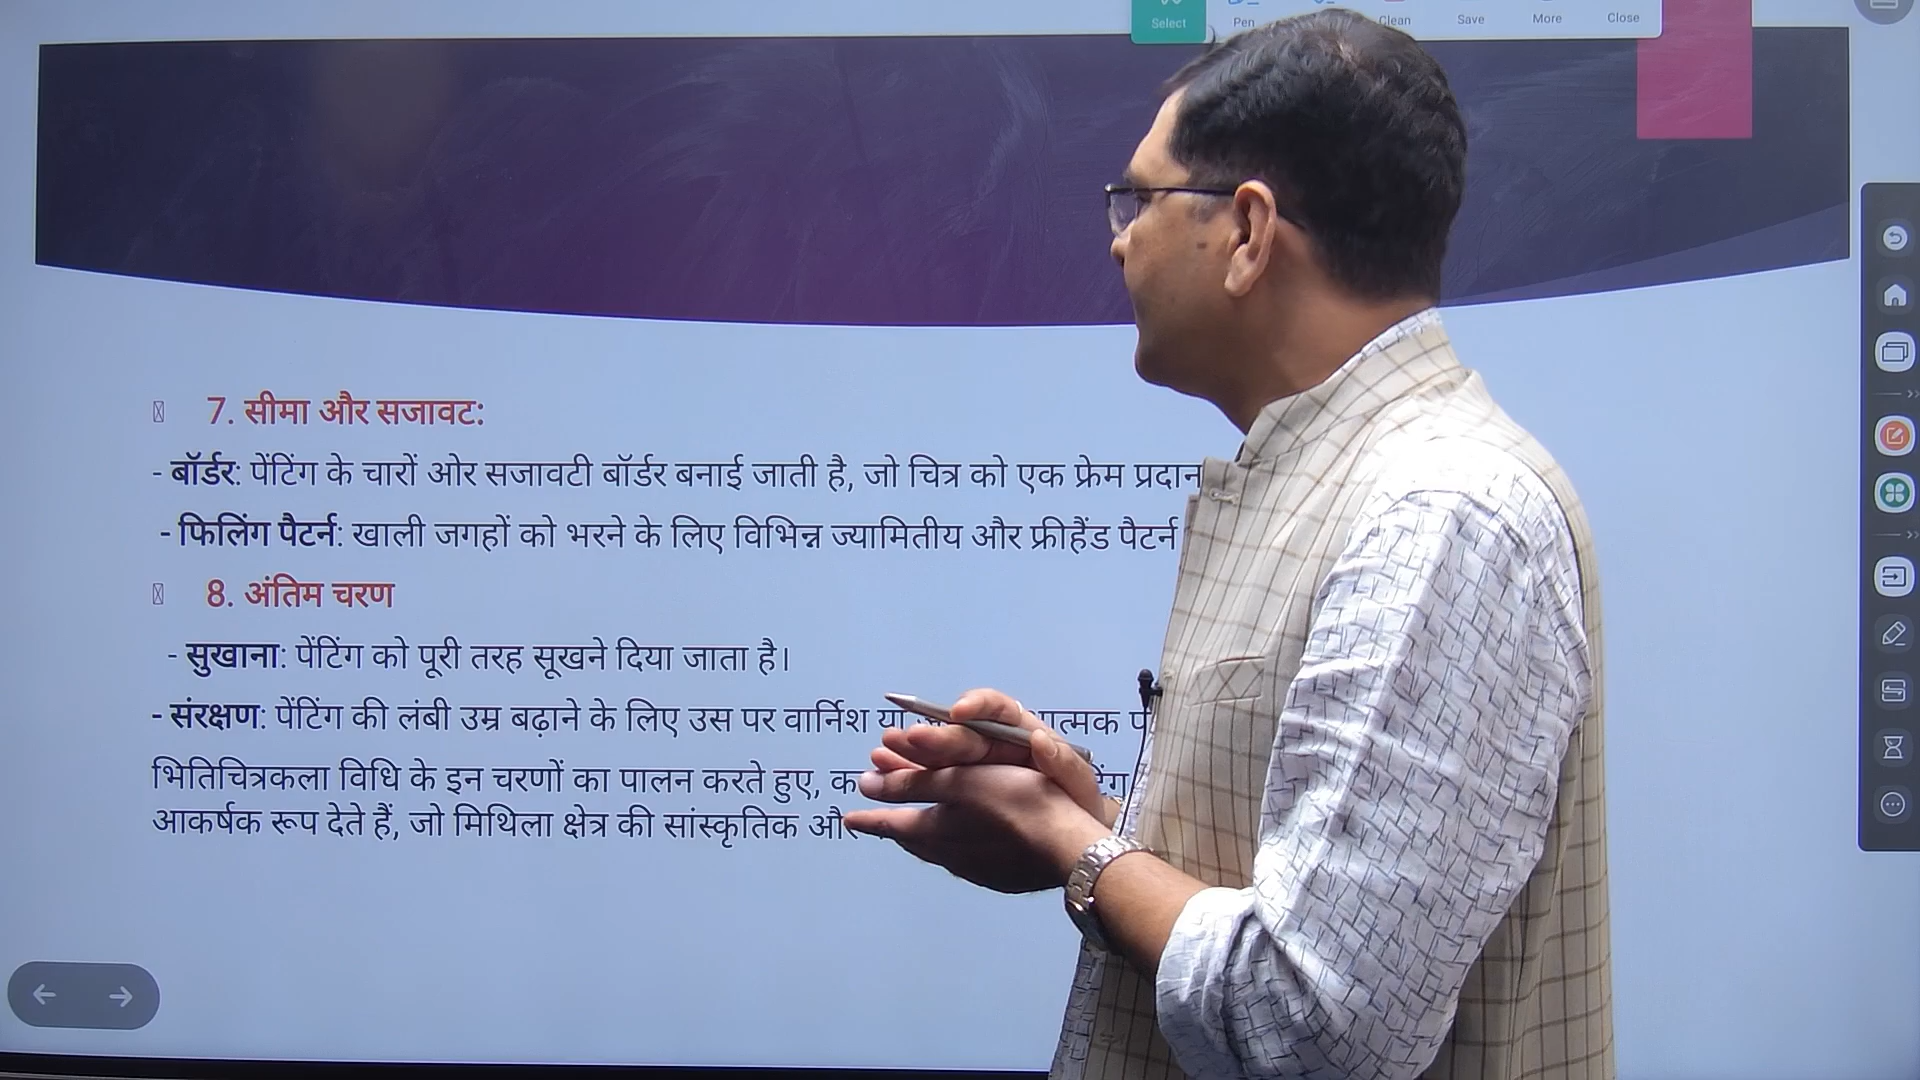 Select Pen Clean Save More Close
7. सीमा और सजावट:
- बॉर्डर: पेंटिंग के चारों ओर सजावटी बॉर्डर बनाई जाती है, जो चित्र को एक फ्रेम प्रदान
- फिलिंग पैटर्न: खाली जगहों को भरने के लिए विभिन्न ज्यामितीय और फ्रीहैंड पैटर्न
8. अंतिम चरण
- सुखाना: पेंटिंग को पूरी तरह सूखने दिया जाता है।
- संरक्षण: पेंटिंग की लंबी उम्र बढ़ाने के लिए उस पर वार्निश या
भितिचित्रकला विधि के इन चरणों का पालन करते हुए,
आकर्षक रूप देते हैं, जो मिथिला क्षेत्र की सांस्कृतिक और